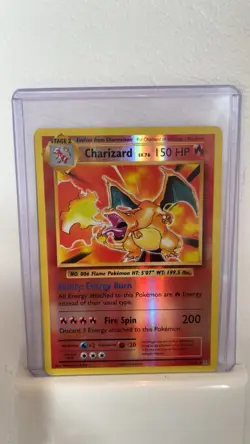 STAGE 2 Evolves from Charmeleon
Charizard LV.76 150 HP
NO. 006 Flame Pokémon HT: 5'07" WT: 199.5 lbs.
Ability: Energy Burn
All Energy attached to this Pokémon are Energy
instead of their usual type.
Fire Spin 200
Discard 3 Energy attached to this Pokémon.
×2 -20